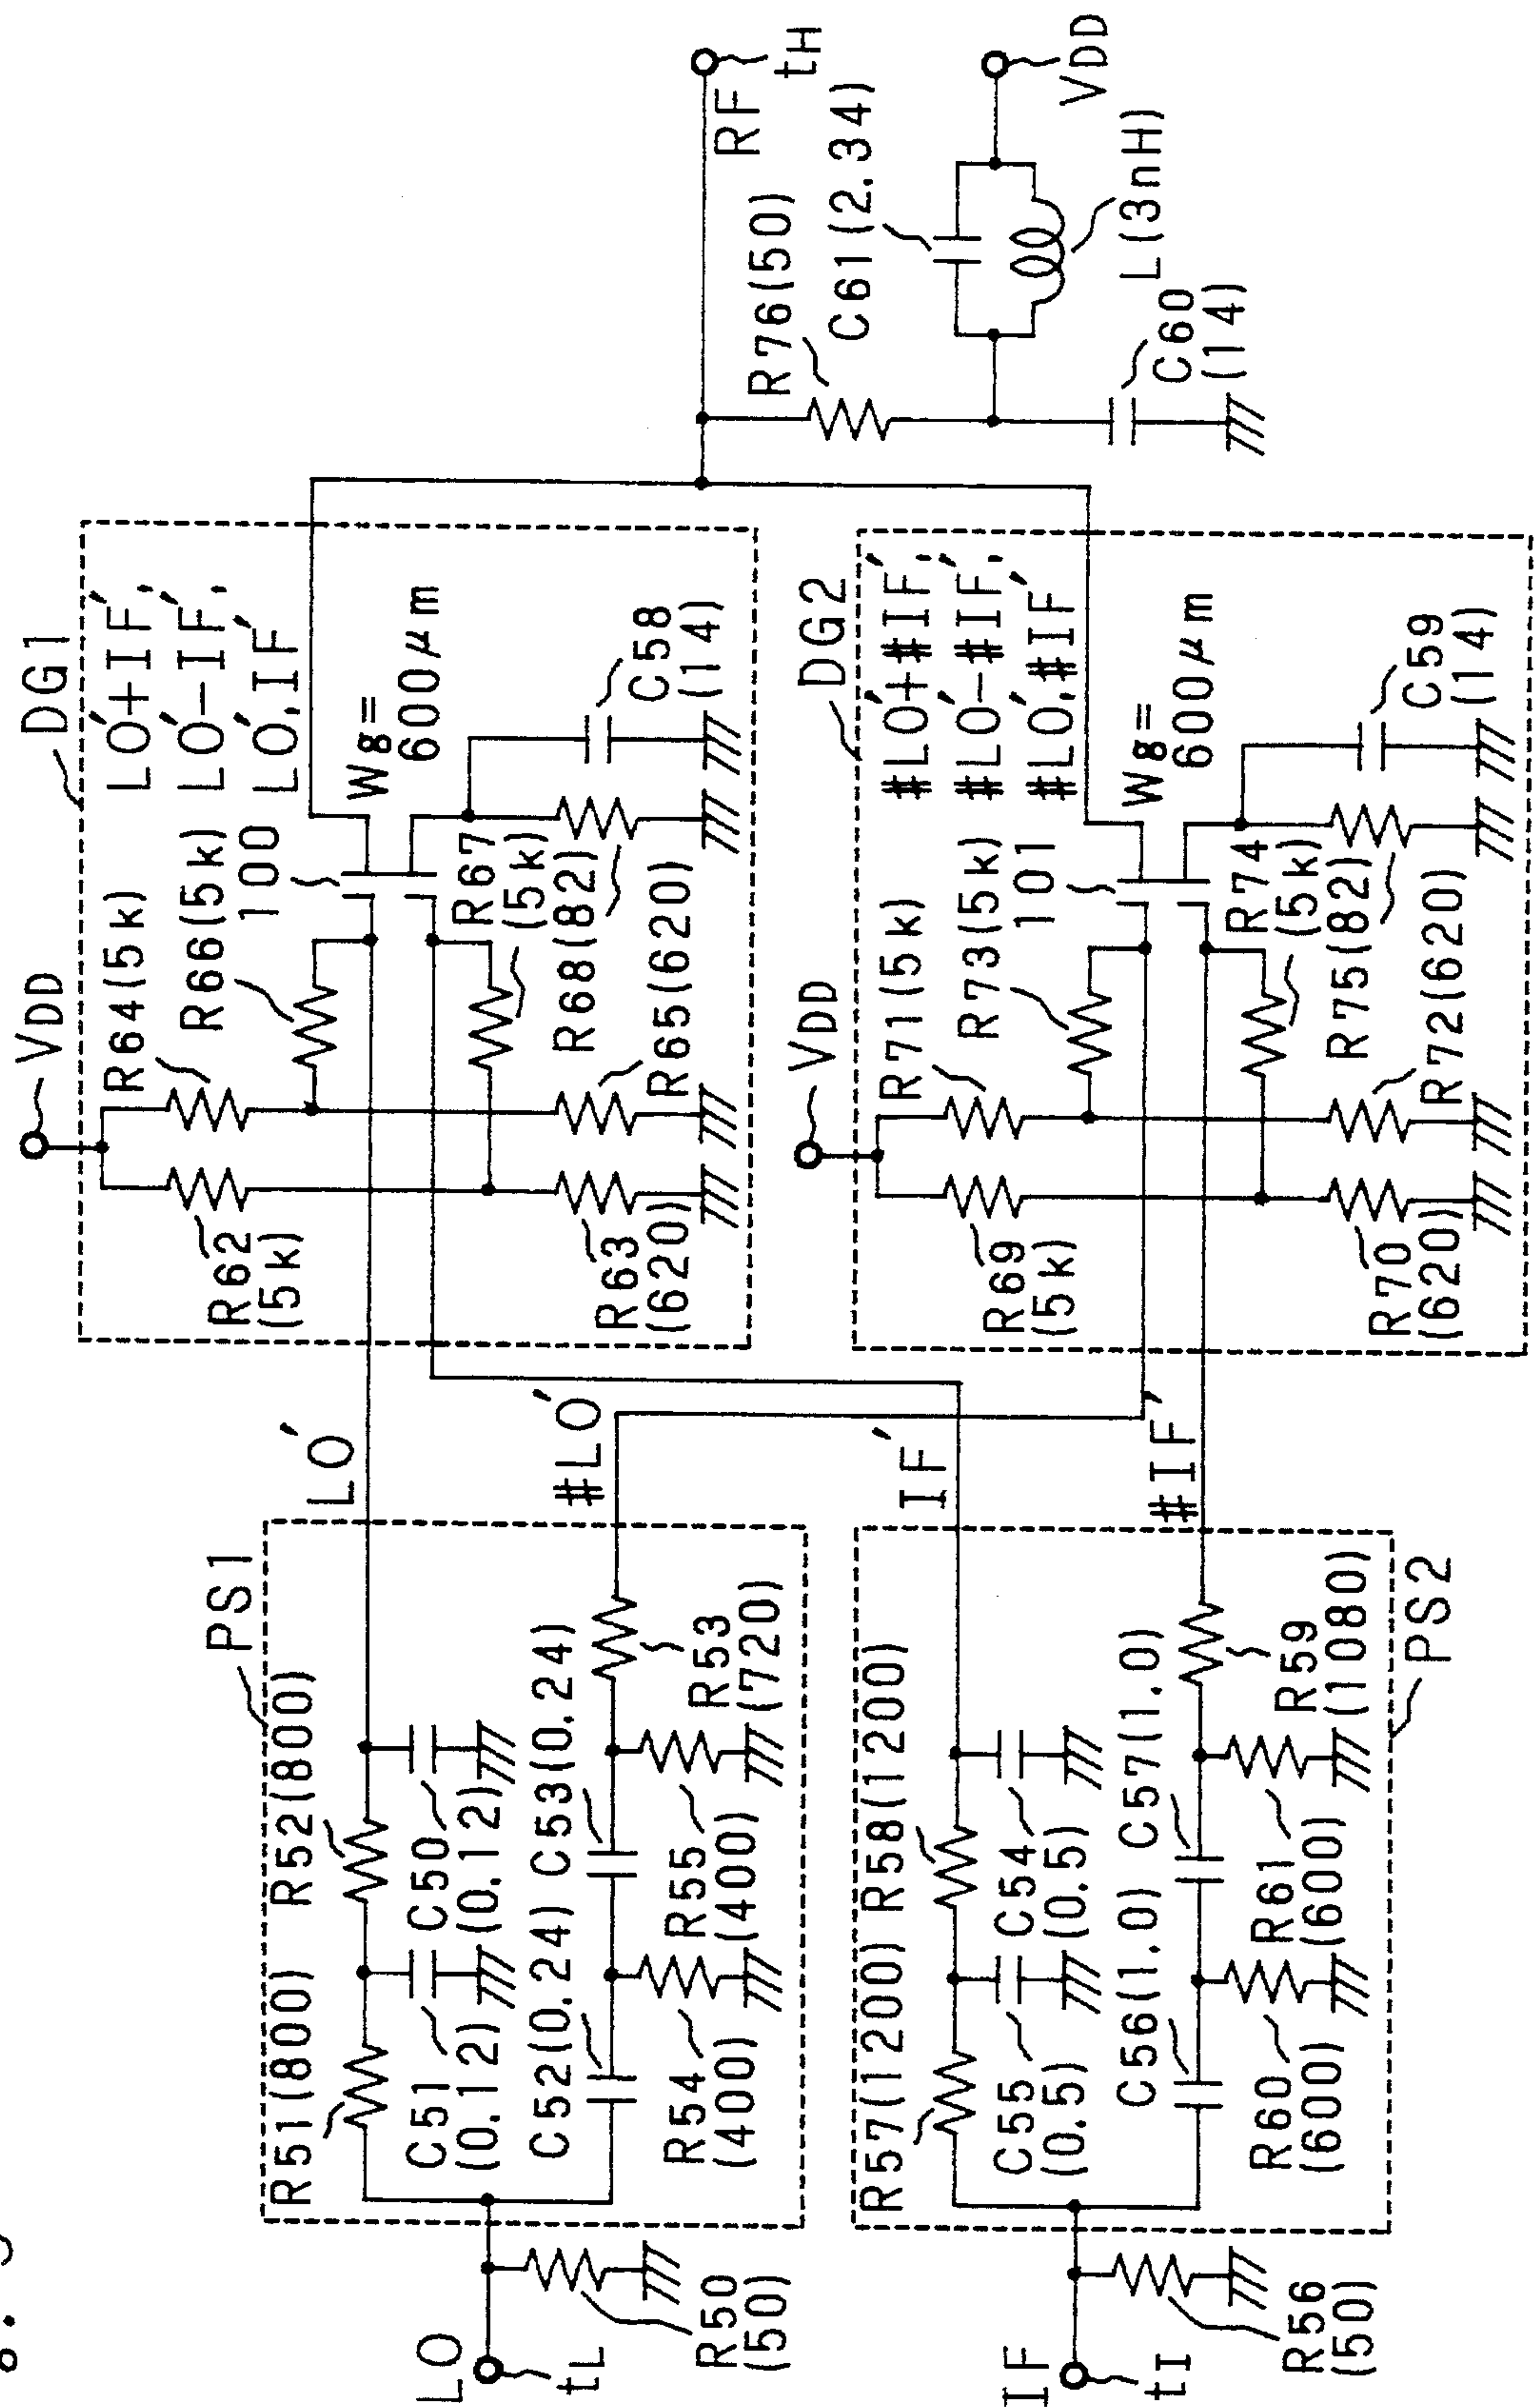 LO
tL
R50
(50)
PS1
R51(800)
R52(800)
C51
(0.12)
C50
(0.12)
C52(0.24)
C53(0.24)
R54
(400)
R55
(400)
R53
(720)
LO'
#LO'
IF
tI
R56
(50)
PS2
R57(1200)
R58(1200)
C55
(0.5)
C54
(0.5)
C56(1.0)
C57(1.0)
R60
(600)
R61
(600)
R59
(1080)
IF'
#IF'
DG1
VDD
R62
(5k)
R64(5k)
R63
(620)
R65(620)
R66(5k)
100
R67
(5k)
R68(82)
LO'+IF',
LO'-IF',
LO',IF'
Wg=
600μm
C58
(14)
DG2
VDD
R69
(5k)
R71(5k)
R70
(620)
R72(620)
R73(5k)
101
R74
(5k)
R75(82)
#LO'+#IF',
#LO'-#IF',
#LO',#IF'
Wg=
600μm
C59
(14)
RF
tH
R76(50)
C61(2.34)
L(3nH)
C60
(14)
VDD